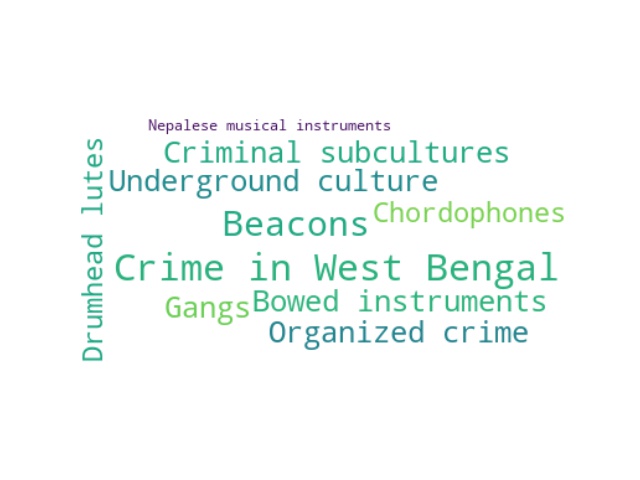 Nepalese musical instruments
Criminal subcultures
Drumhead lutes
Underground culture
Chordophones
Beacons
Crime in West Bengal
Gangs
Bowed instruments
Organized crime